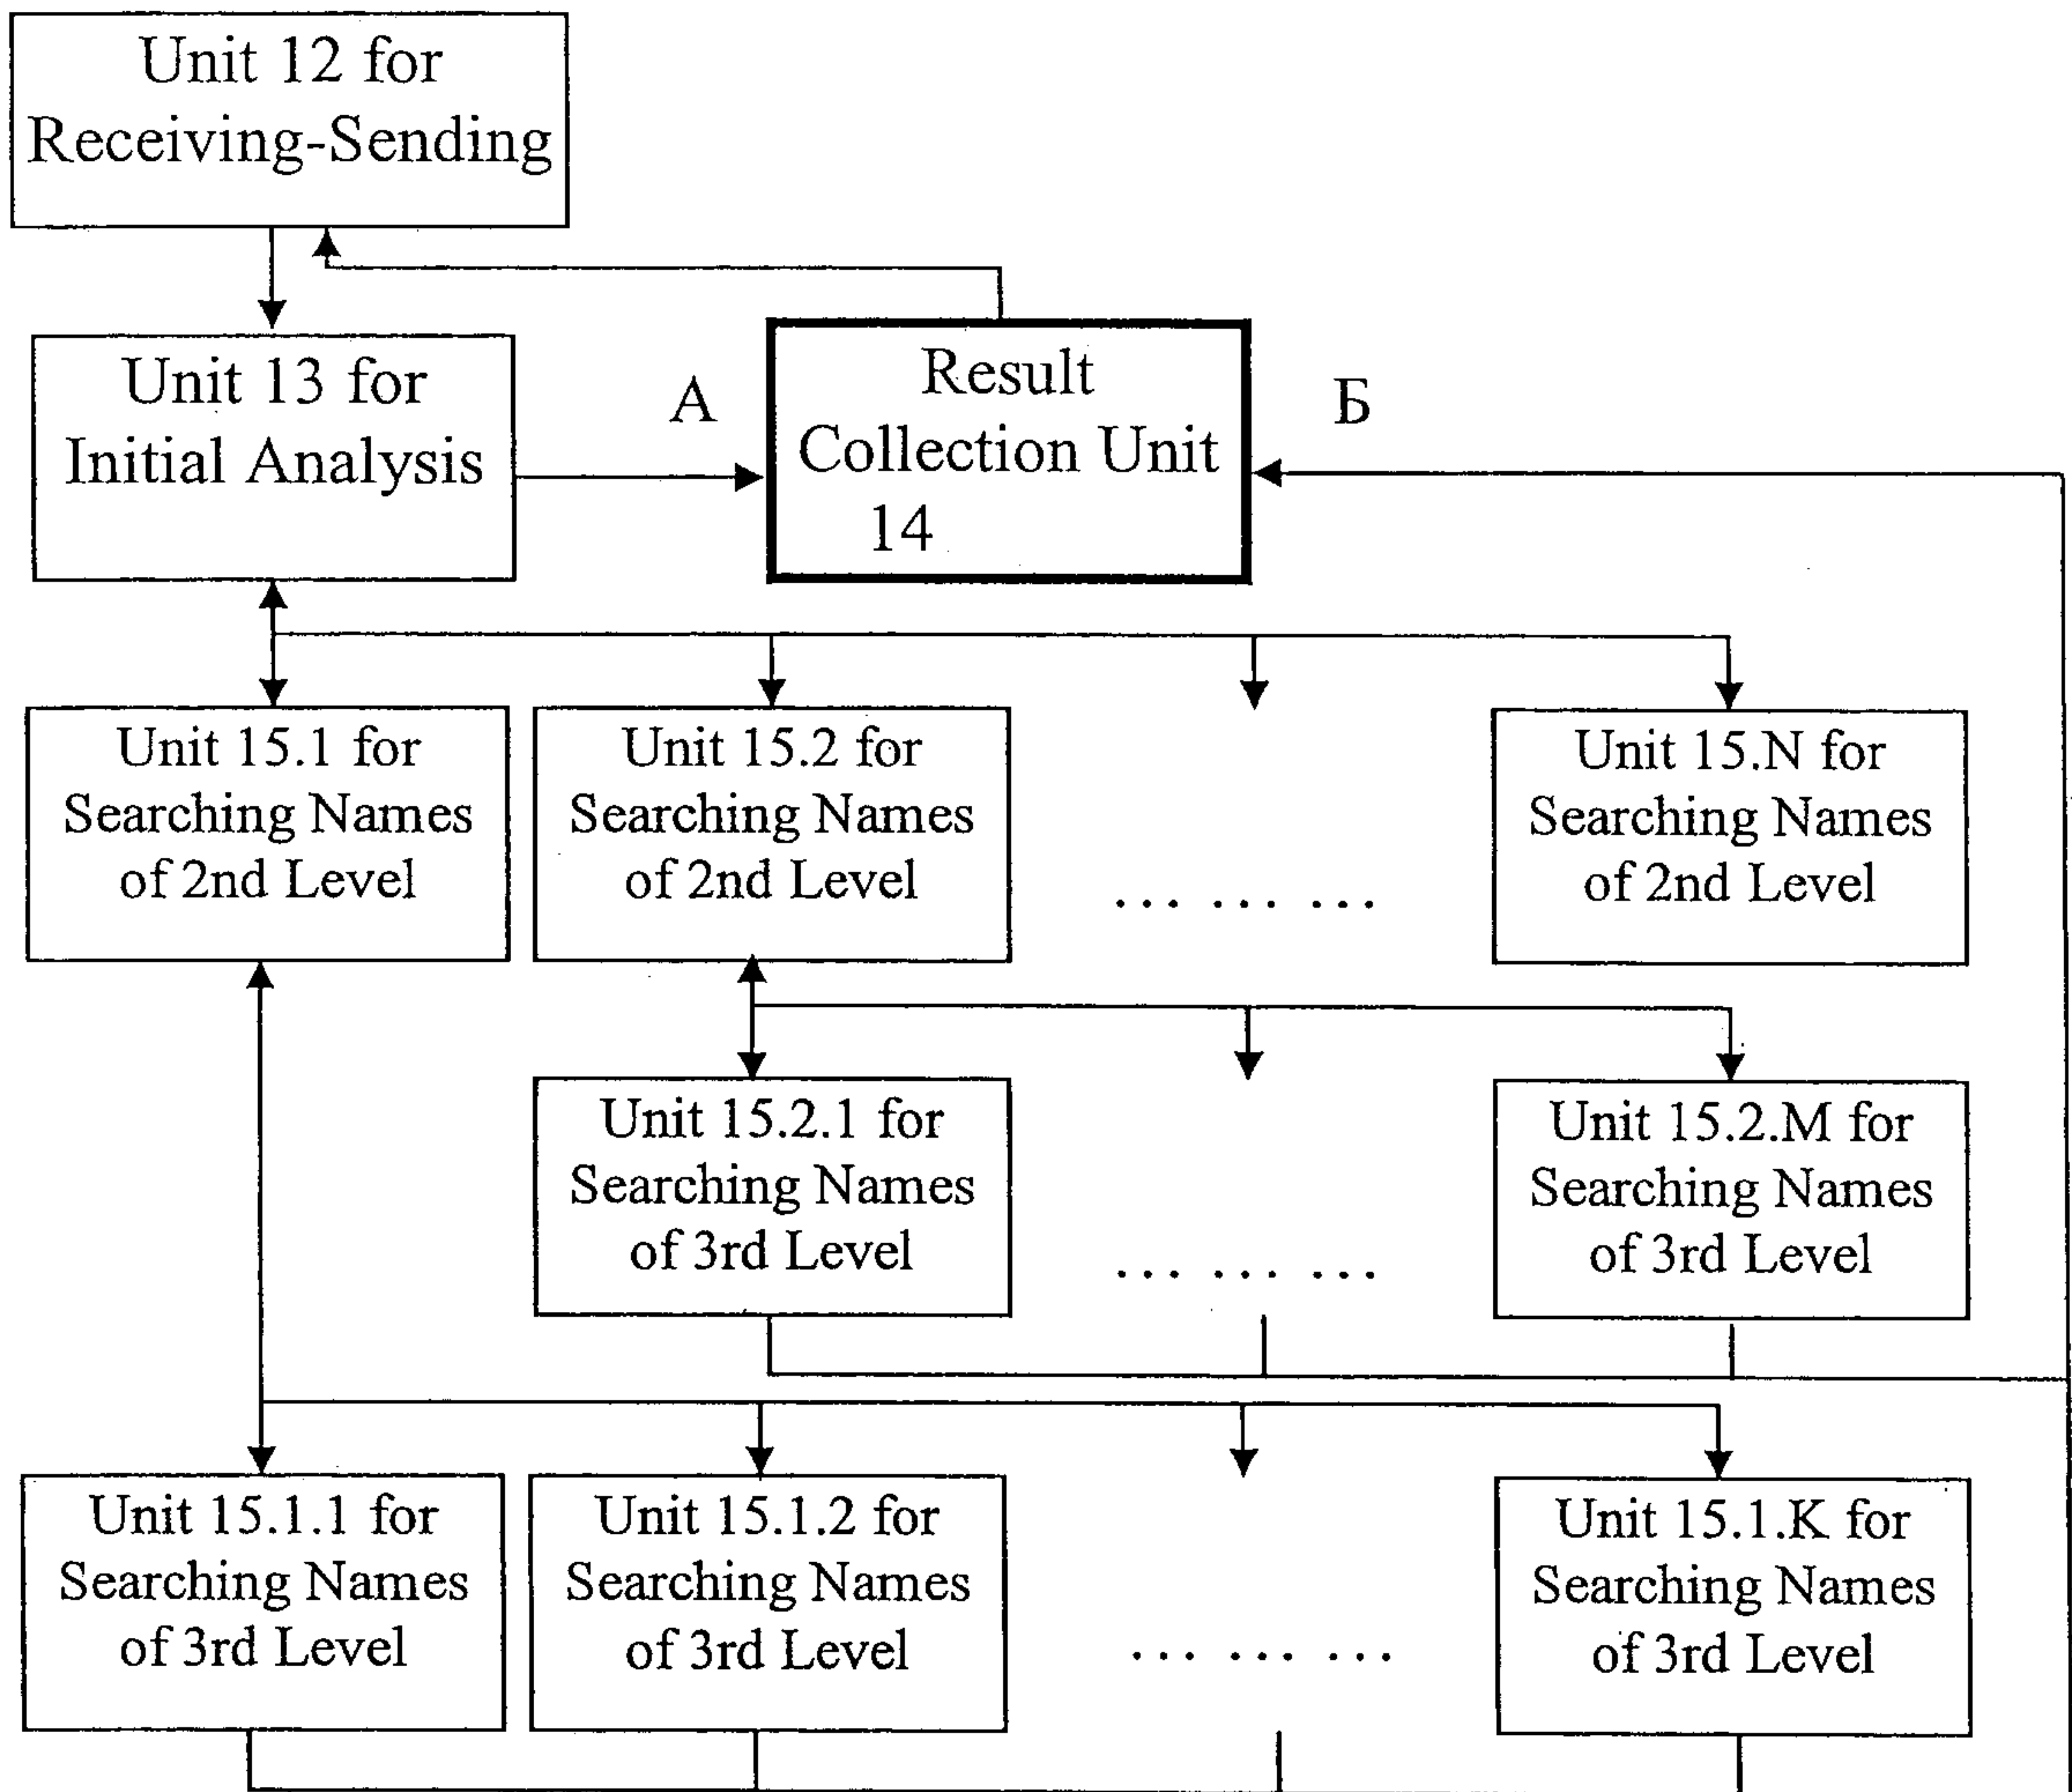 Unit 12 for
Receiving-Sending
Unit 13 for
Initial Analysis
А
Result
Collection Unit
14
Б
Unit 15.1 for
Searching Names
of 2nd Level
Unit 15.2 for
Searching Names
of 2nd Level
... ... ...
Unit 15.N for
Searching Names
of 2nd Level
Unit 15.2.1 for
Searching Names
of 3rd Level
... ... ...
Unit 15.2.M for
Searching Names
of 3rd Level
Unit 15.1.1 for
Searching Names
of 3rd Level
Unit 15.1.2 for
Searching Names
of 3rd Level
... ... ...
Unit 15.1.K for
Searching Names
of 3rd Level